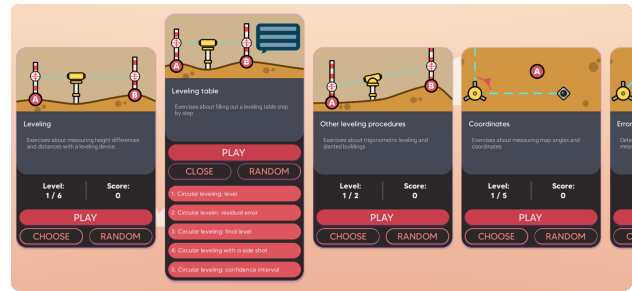 A
B
Leveling
Exercises about measuring height differences
and distances with a leveling device.
Level:
1 / 6
Score:
0
PLAY
CHOOSE
RANDOM
A
B
Leveling table
Exercises about filling out a leveling table step
by step
PLAY
CLOSE
RANDOM
1: Circular leveling: level
2: Circular levelin: residual error
3: Circular leveling: final level
4: Circular leveling with a side shot
5: Circular leveling: confidence interval
A
B
Other leveling procedures
Exercises about trigonometric leveling and
slanted buildings
Level:
1 / 2
Score:
0
PLAY
CHOOSE
RANDOM
A
Coordinates
Exercises about measuring map angles and
coordinates
Level:
1 / 5
Score:
0
PLAY
CHOOSE
RANDOM